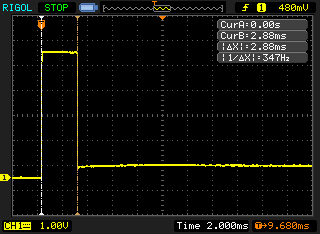 RIGOL STOP T 1 480mV
CurA=0.00s
CurB=2.88ms
|ΔX|=2.88ms
|1/ΔX|=347Hz
T
1
CH1 1.00V Time 2.000ms T→9.680ms